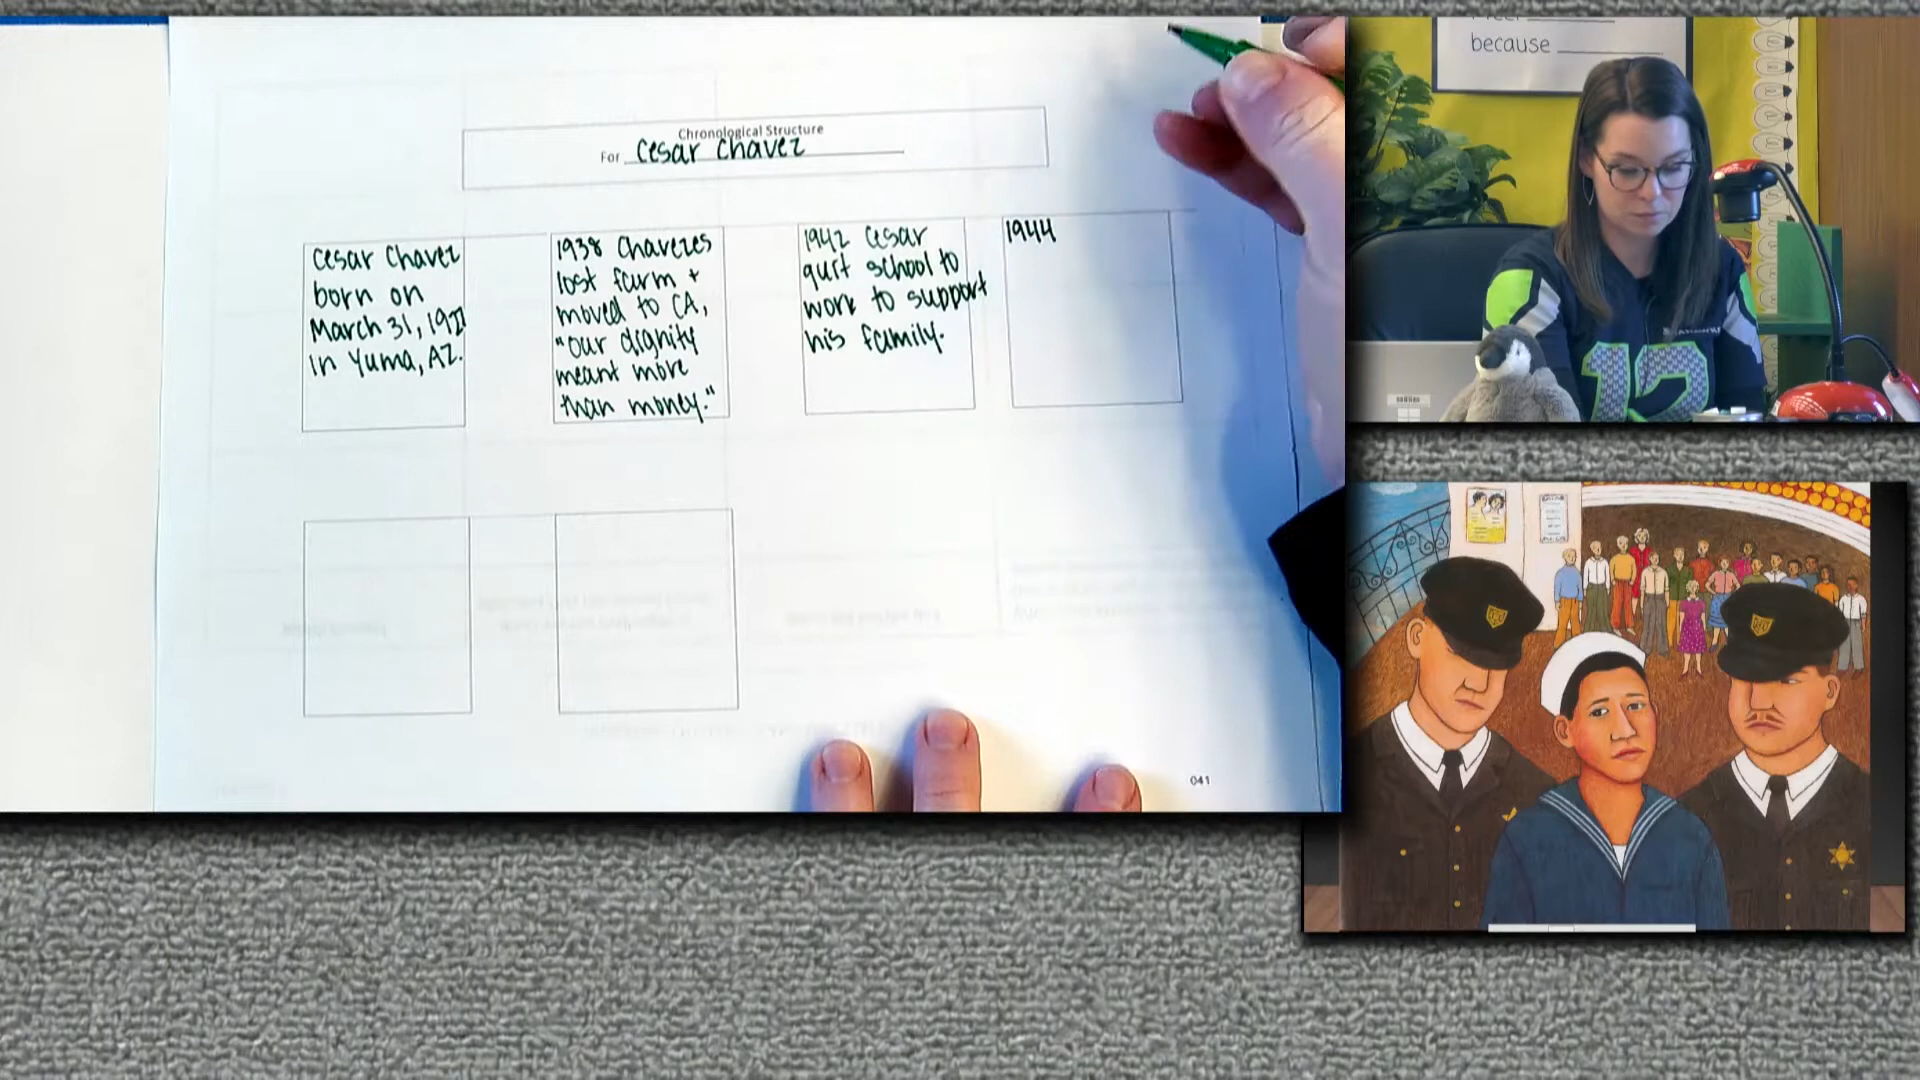 because
Chronological Structure
For Cesar Chavez
Cesar Chavez
born on
March 31, 1927
in Yuma, AZ.
1938 Chavezes
lost farm +
moved to CA,
"our dignity
meant more
than money."
1942 Cesar
quit school to
work to support
his family.
1944
041
12